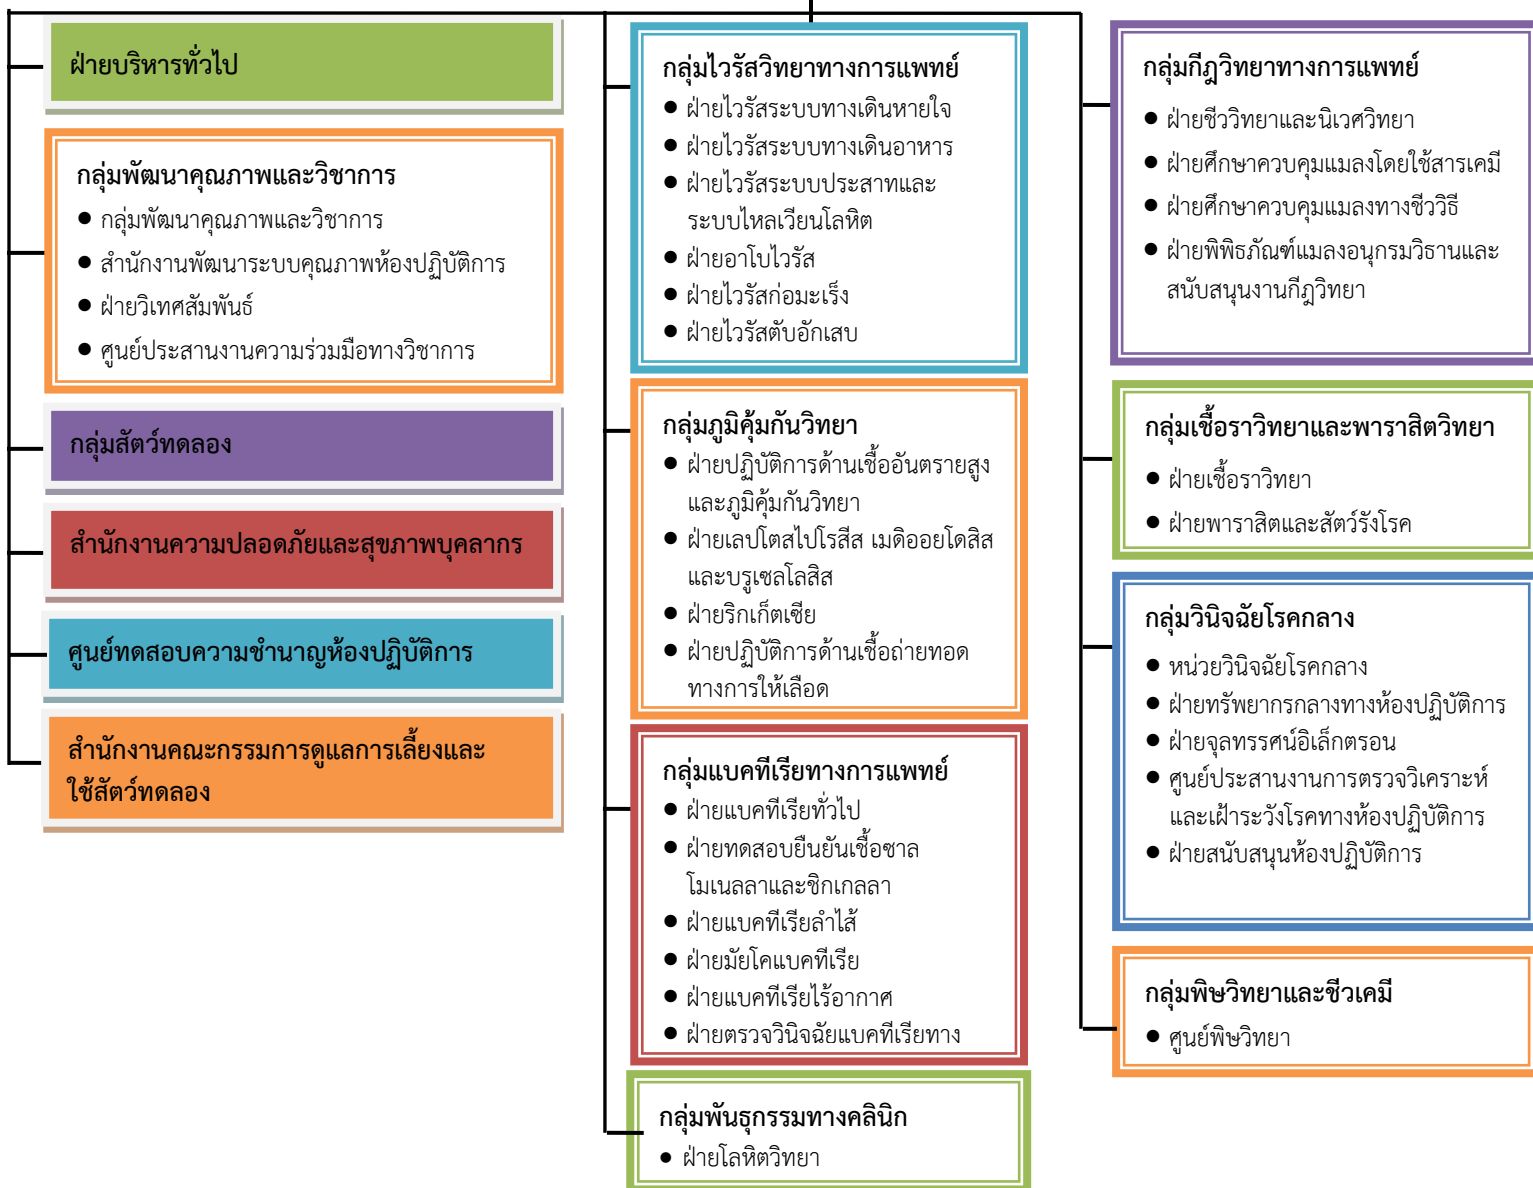 ฝ่ายบริหารทั่วไป
กลุ่มพัฒนาคุณภาพและวิชาการ
● กลุ่มพัฒนาคุณภาพและวิชาการ
● สำนักงานพัฒนาระบบคุณภาพห้องปฏิบัติการ
● ฝ่ายวิเทศสัมพันธ์
● ศูนย์ประสานงานความร่วมมือทางวิชาการ
กลุ่มสัตว์ทดลอง
สำนักงานความปลอดภัยและสุขภาพบุคลากร
ศูนย์ทดสอบความชำนาญห้องปฏิบัติการ
สำนักงานคณะกรรมการดูแลการเลี้ยงและ
ใช้สัตว์ทดลอง
กลุ่มไวรัสวิทยาทางการแพทย์
● ฝ่ายไวรัสระบบทางเดินหายใจ
● ฝ่ายไวรัสระบบทางเดินอาหาร
● ฝ่ายไวรัสระบบประสาทและ
ระบบไหลเวียนโลหิต
● ฝ่ายอาโบไวรัส
● ฝ่ายไวรัสก่อมะเร็ง
● ฝ่ายไวรัสตับอักเสบ
กลุ่มภูมิคุ้มกันวิทยา
● ฝ่ายปฏิบัติการด้านเชื้ออันตรายสูง
และภูมิคุ้มกันวิทยา
● ฝ่ายเลปโตสไปโรสีส เมดิออยโดสิส
และบรูเซลโลสิส
● ฝ่ายริกเก็ตเซีย
● ฝ่ายปฏิบัติการด้านเชื้อถ่ายทอด
ทางการให้เลือด
กลุ่มแบคทีเรียทางการแพทย์
● ฝ่ายแบคทีเรียทั่วไป
● ฝ่ายทดสอบยืนยันเชื้อซาล
โมเนลลาและชิกเกลลา
● ฝ่ายแบคทีเรียลำไส้
● ฝ่ายมัยโคแบคทีเรีย
● ฝ่ายแบคทีเรียไร้อากาศ
● ฝ่ายตรวจวินิจฉัยแบคทีเรียทาง
กลุ่มพันธุกรรมทางคลินิก
● ฝ่ายโลหิตวิทยา
กลุ่มกีฏวิทยาทางการแพทย์
● ฝ่ายชีววิทยาและนิเวศวิทยา
● ฝ่ายศึกษาควบคุมแมลงโดยใช้สารเคมี
● ฝ่ายศึกษาควบคุมแมลงทางชีววิธี
● ฝ่ายพิพิธภัณฑ์แมลงอนุกรมวิธานและ
สนับสนุนงานกีฏวิทยา
กลุ่มเชื้อราวิทยาและพาราสิตวิทยา
● ฝ่ายเชื้อราวิทยา
● ฝ่ายพาราสิตและสัตว์รังโรค
กลุ่มวินิจฉัยโรคกลาง
● หน่วยวินิจฉัยโรคกลาง
● ฝ่ายทรัพยากรกลางทางห้องปฏิบัติการ
● ฝ่ายจุลทรรศน์อิเล็กตรอน
● ศูนย์ประสานงานการตรวจวิเคราะห์
และเฝ้าระวังโรคทางห้องปฏิบัติการ
● ฝ่ายสนับสนุนห้องปฏิบัติการ
กลุ่มพิษวิทยาและชีวเคมี
● ศูนย์พิษวิทยา